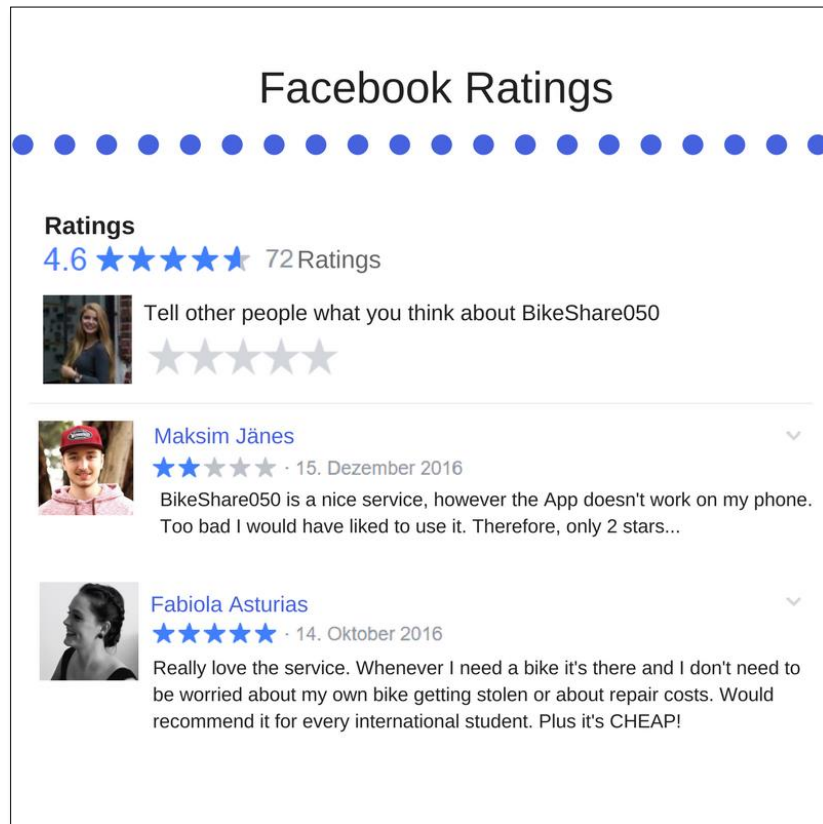 Facebook Ratings
Ratings
4.6 72 Ratings
Tell other people what you think about BikeShare050
Maksim Jänes
· 15. Dezember 2016
BikeShare050 is a nice service, however the App doesn't work on my phone.
Too bad I would have liked to use it. Therefore, only 2 stars...
Fabiola Asturias
· 14. Oktober 2016
Really love the service. Whenever I need a bike it's there and I don't need to
be worried about my own bike getting stolen or about repair costs. Would
recommend it for every international student. Plus it's CHEAP!